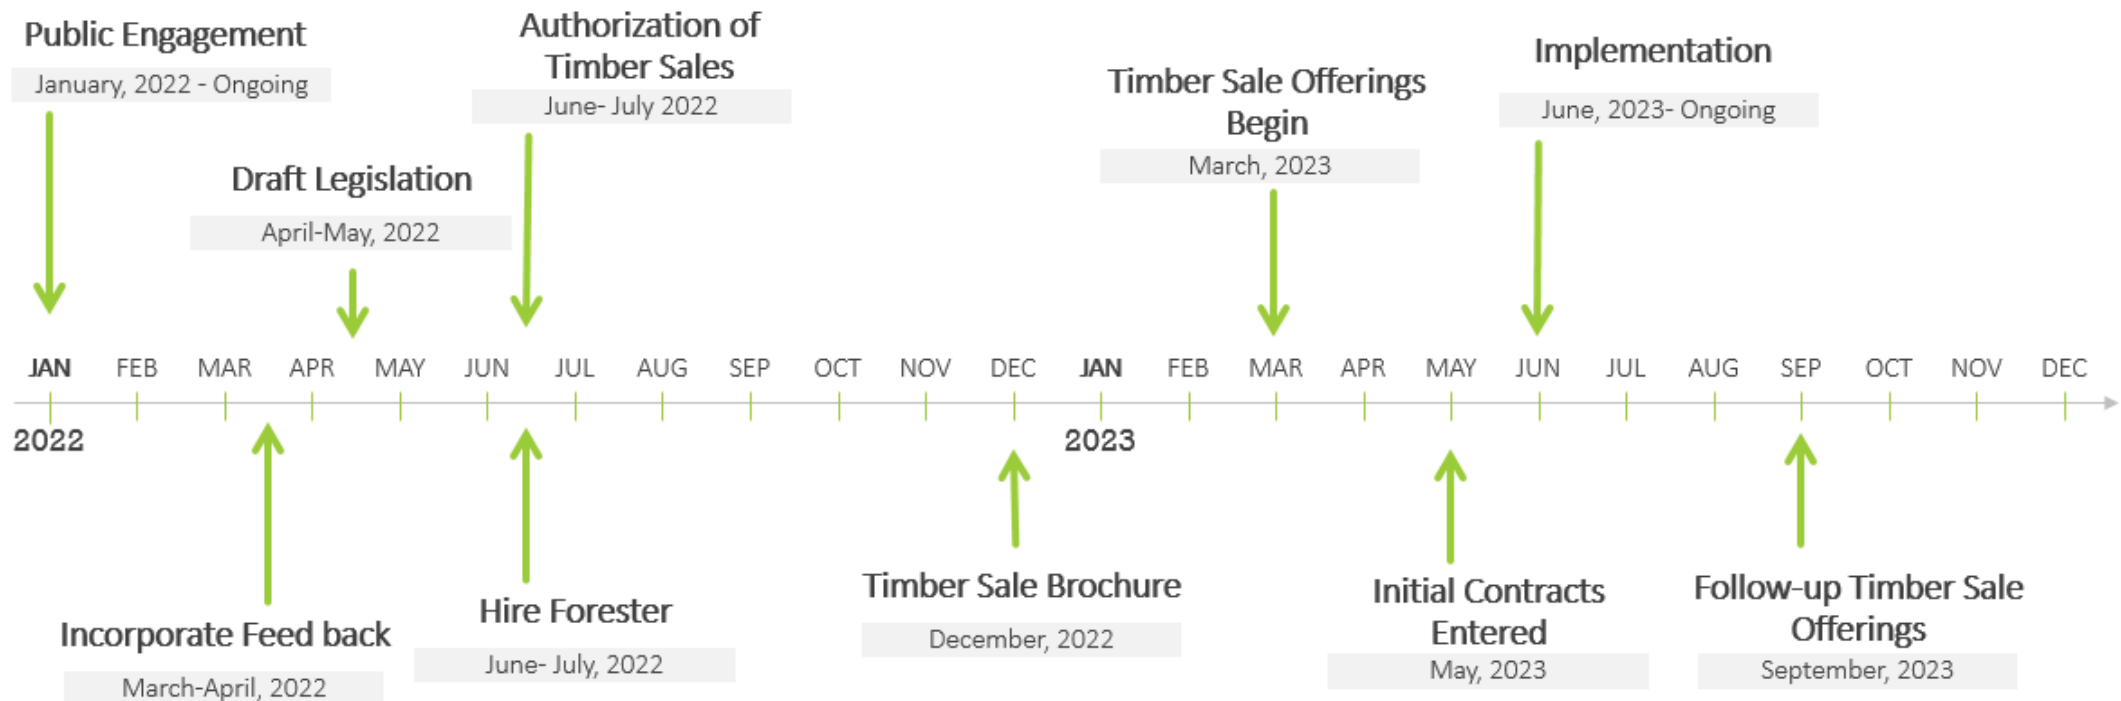 Public Engagement
January, 2022 - Ongoing
Authorization of
Timber Sales
June- July 2022
Draft Legislation
April-May, 2022
Timber Sale Offerings
Begin
March, 2023
Implementation
June, 2023- Ongoing
JAN FEB MAR APR MAY JUN JUL AUG SEP OCT NOV DEC JAN FEB MAR APR MAY JUN JUL AUG SEP OCT NOV DEC
2022 2023
Incorporate Feed back
March-April, 2022
Hire Forester
June- July, 2022
Timber Sale Brochure
December, 2022
Initial Contracts
Entered
May, 2023
Follow-up Timber Sale
Offerings
September, 2023